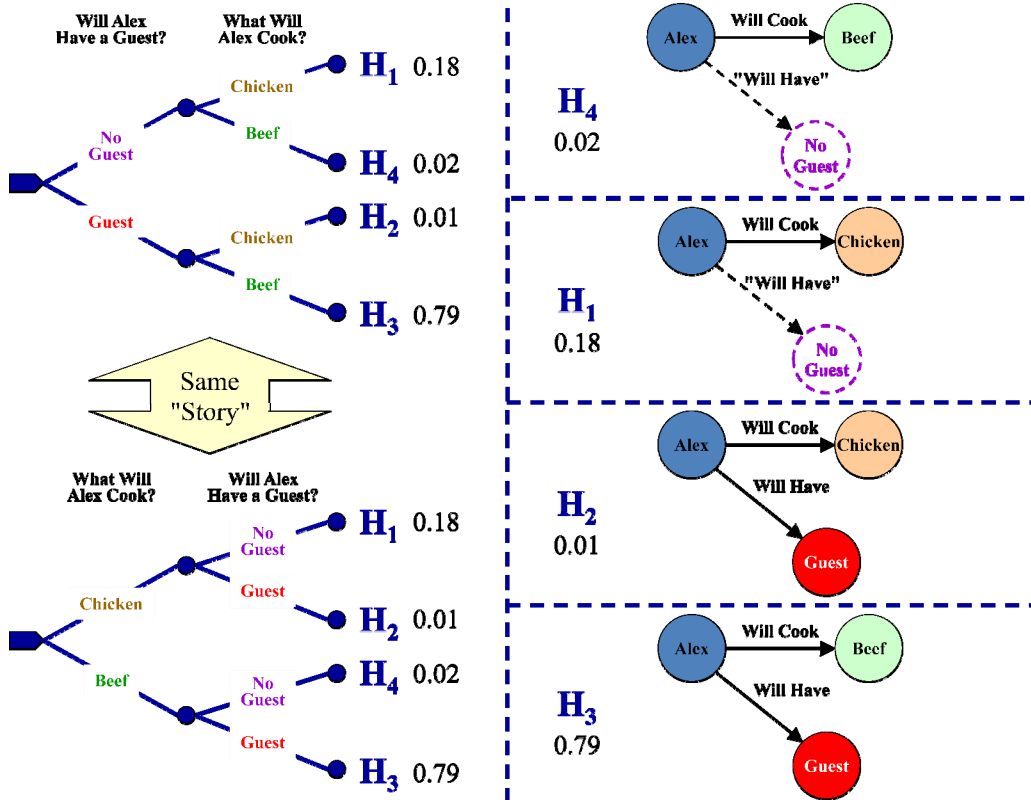 Will Alex
Have a Guest?
What Will
Alex Cook?
Chicken
H1 0.18
No
Guest
Beef
H4 0.02
Guest
Chicken
H2 0.01
Beef
H3 0.79
Same
"Story"
What Will
Alex Cook?
Will Alex
Have a Guest?
No
Guest
H1 0.18
Chicken
Guest
H2 0.01
Beef
No
Guest
H4 0.02
Guest
H3 0.79
H4
0.02
Alex
Will Cook
Beef
"Will Have"
No
Guest
H1
0.18
Alex
Will Cook
Chicken
"Will Have"
No
Guest
H2
0.01
Alex
Will Cook
Chicken
Will Have
Guest
H3
0.79
Alex
Will Cook
Beef
Will Have
Guest